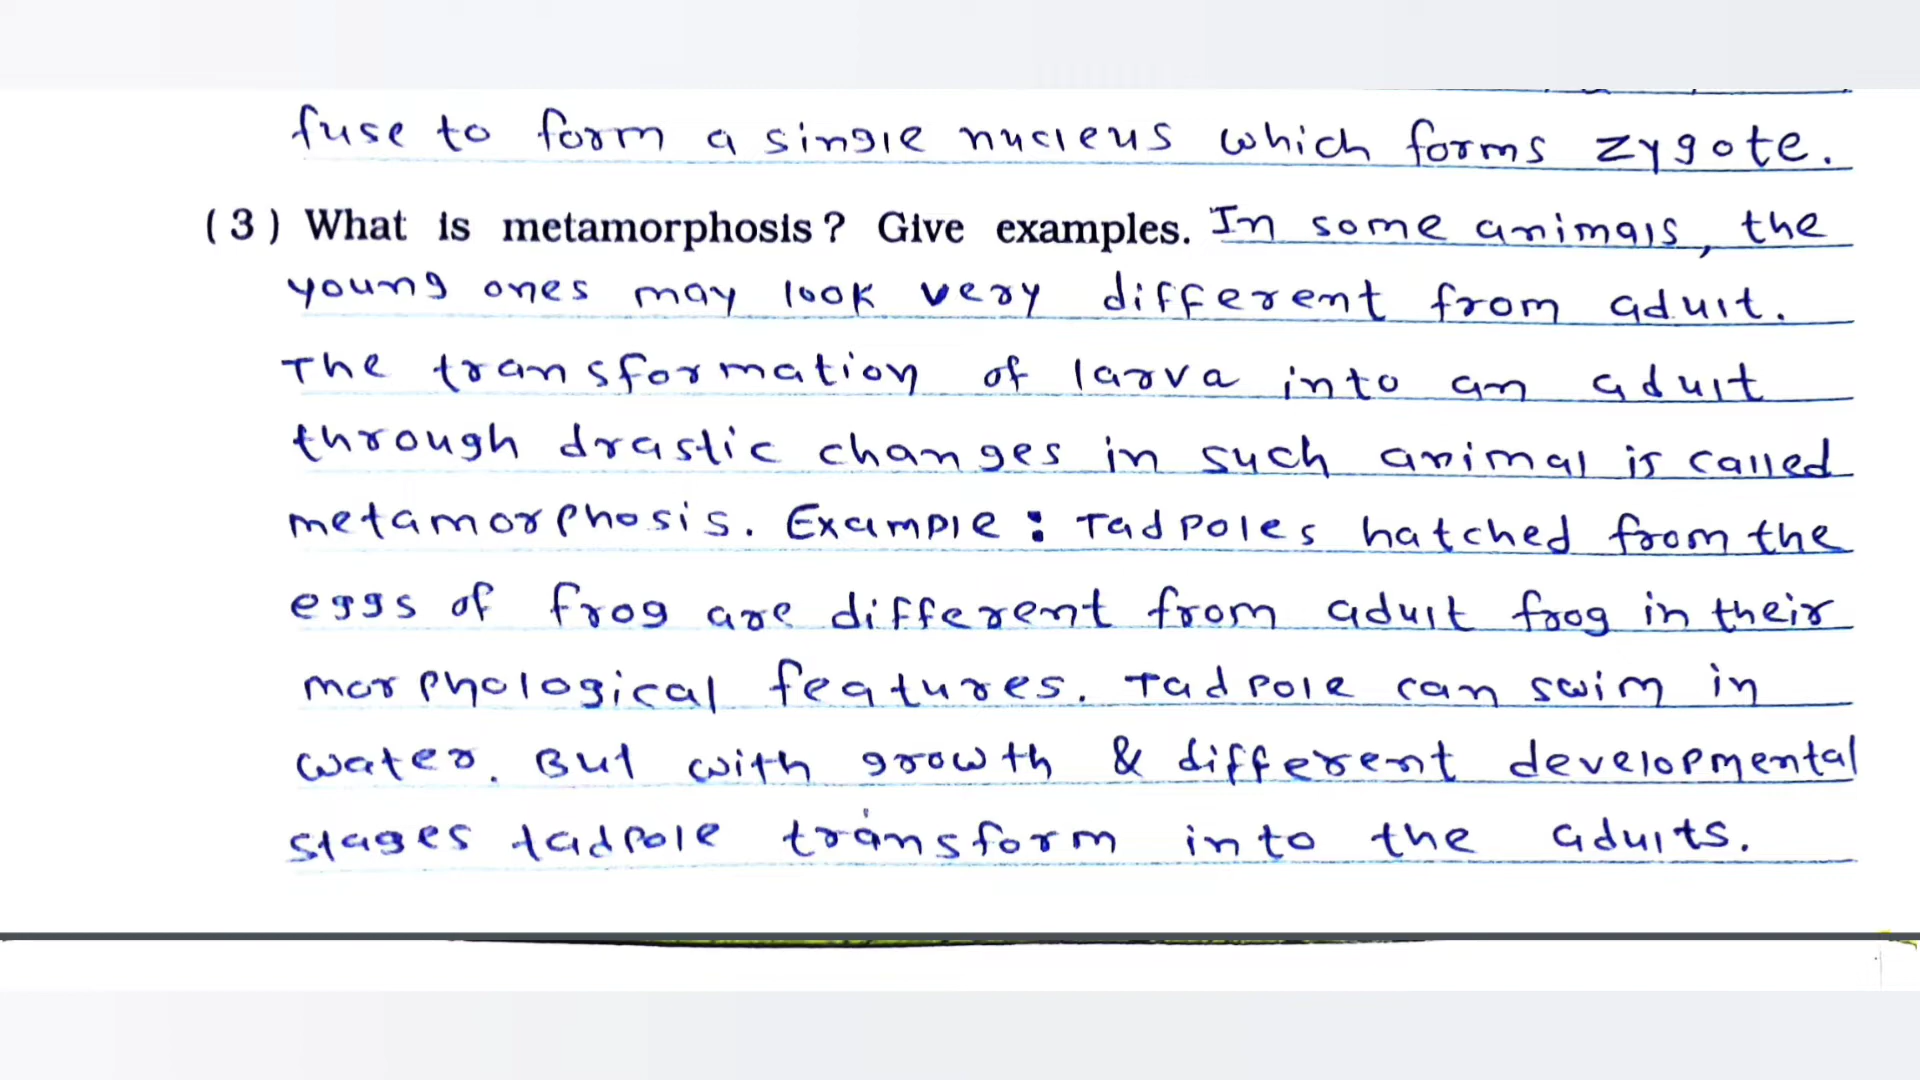 fuse to form a single nucleus which forms zygote.
(3) What is metamorphosis? Give examples. In some animals, the
young ones may look very different from adult.
The transformation of larva into an adult
through drastic changes in such animal is called
metamorphosis. Example : Tadpoles hatched from the
eggs of frog are different from adult frog in their
morphological features. Tadpole can swim in
water. But with growth & different developmental
stages tadpole transform into the adults.